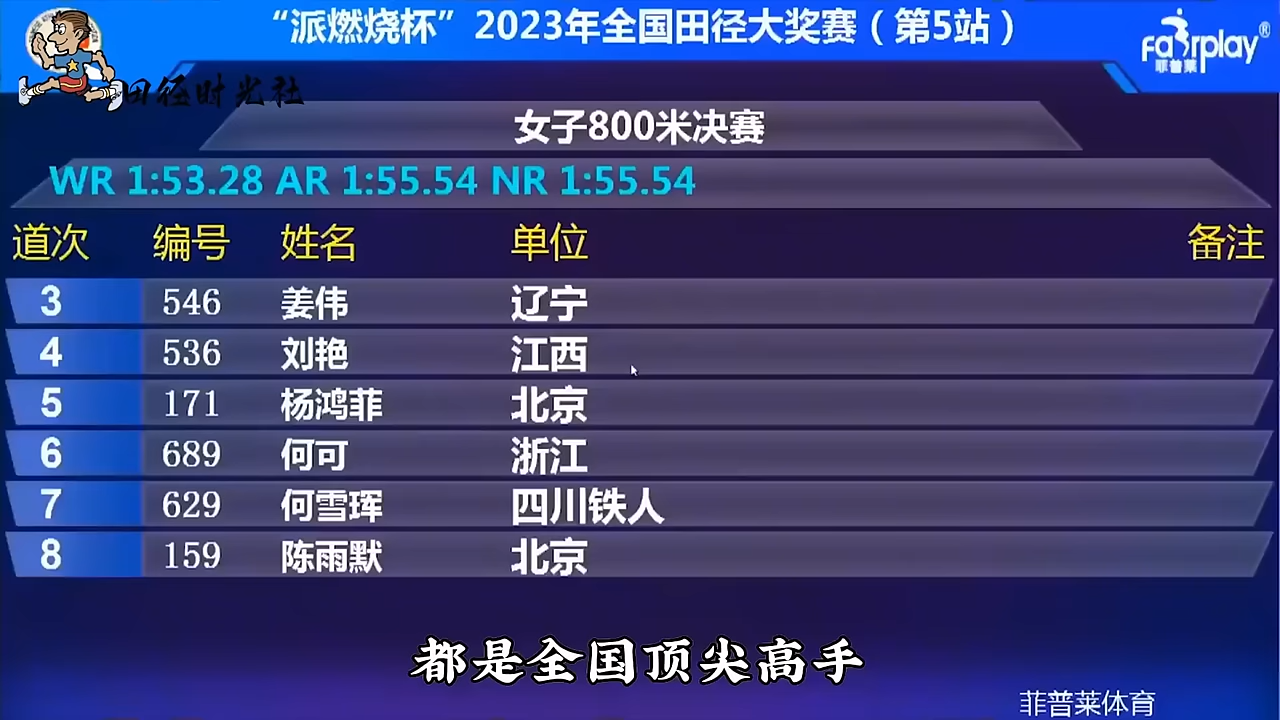 “派燃烧杯”2023年全国田径大奖赛（第5站）
fairplay®
菲普莱
田径时光社
女子800米决赛
WR 1:53.28 AR 1:55.54 NR 1:55.54
道次 编号 姓名 单位 备注
3 546 姜伟 辽宁
4 536 刘艳 江西
5 171 杨鸿菲 北京
6 689 何可 浙江
7 629 何雪珲 四川铁人
8 159 陈雨默 北京
都是全国顶尖高手
菲普莱体育